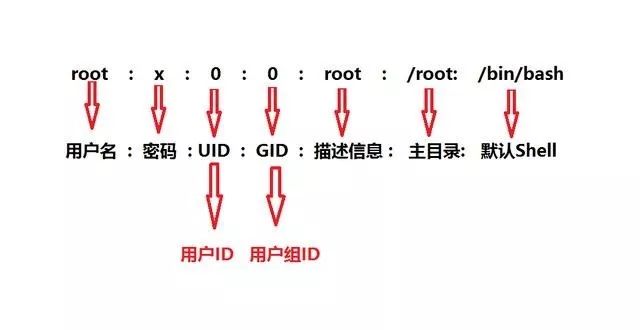 root : x : 0 : 0 : root : /root: /bin/bash
用户名 : 密码 :UID : GID : 描述信息 : 主目录: 默认Shell
用户ID 用户组ID